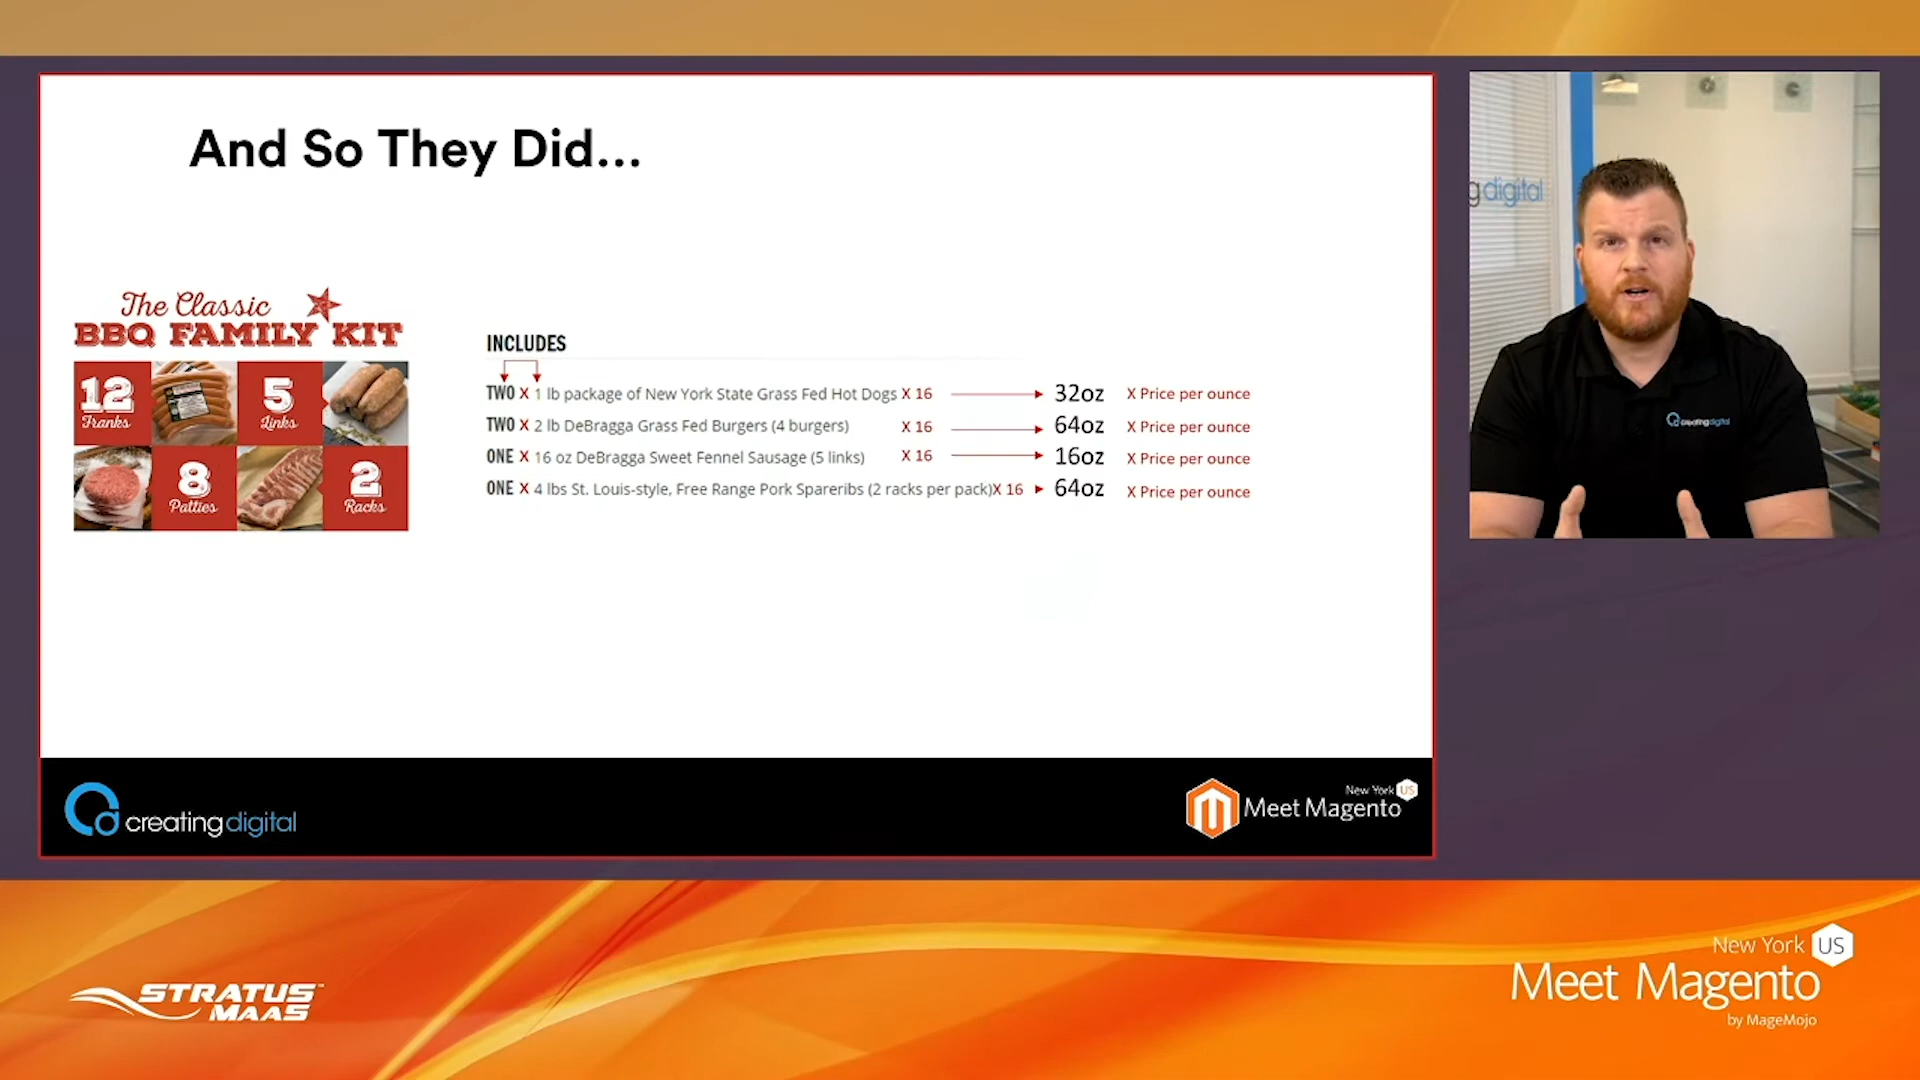 And So They Did...
The Classic
BBQ FAMILY KIT
12
Franks
5
Links
8
Patties
2
Racks
INCLUDES
TWO X 1 lb package of New York State Grass Fed Hot Dogs X 16 32oz X Price per ounce
TWO X 2 lb DeBragga Grass Fed Burgers (4 burgers) X 16 64oz X Price per ounce
ONE X 16 oz DeBragga Sweet Fennel Sausage (5 links) X 16 16oz X Price per ounce
ONE X 4 lbs St. Louis-style, Free Range Pork Spareribs (2 racks per pack)X 16 64oz X Price per ounce
creatingdigital
New York US
Meet Magento
gdigital
creatingdigital
STRATUS™
MAAS
New York US
Meet Magento
by MageMojo